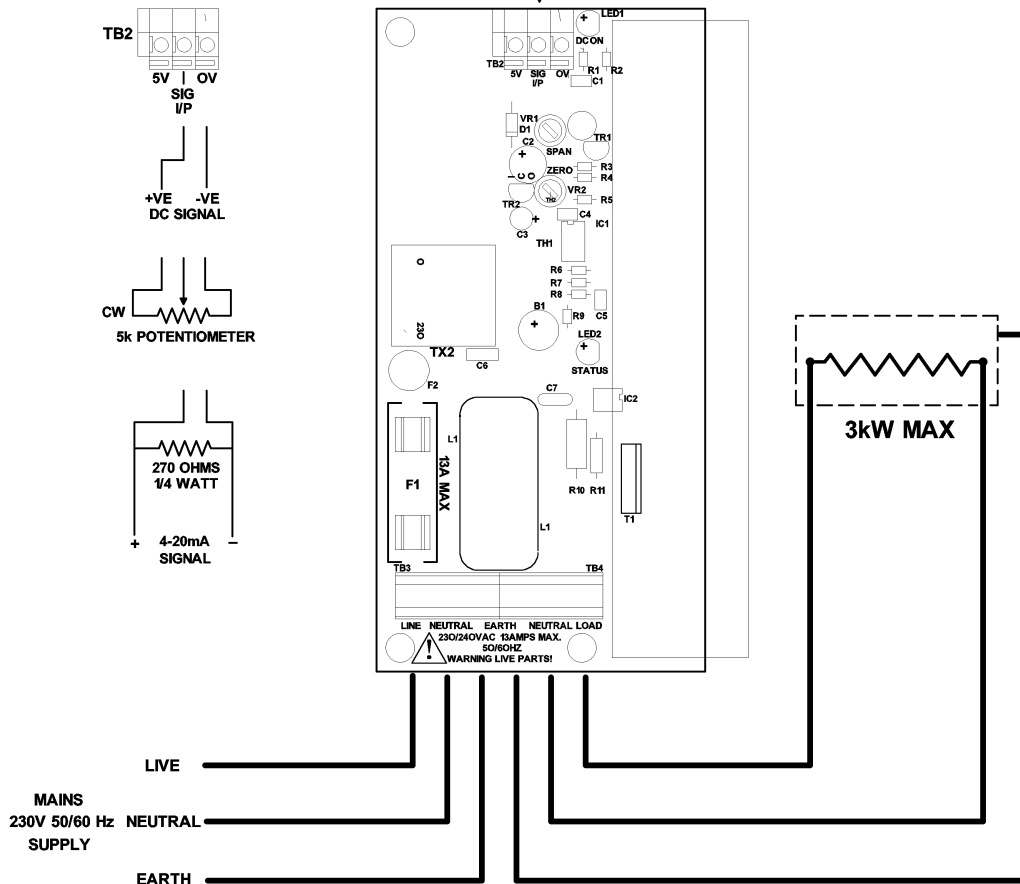 TB2
5V OV
SIG
I/P
+VE -VE
DC SIGNAL
CW
5k POTENTIOMETER
270 OHMS
1/4 WATT
+ 4-20mA –
SIGNAL
LED1
+
DC ON
TB2
5V SIG OV
I/P
R1 R2
C1
VR1
D1
C2
+
SPAN
TR1
ZERO
R3
R4
I C O
VR2
TH2
R5
TR2
C3
+
C4
IC1
TH1
R6
R7
R8
B1
+
R9
C5
O
230
TX2
C6
LED2
+
STATUS
F2
C7
IC2
L1
13A MAX
F1
R10 R11
L1
T1
TB3 TB4
LINE NEUTRAL EARTH NEUTRAL LOAD
230/240VAC 13AMPS MAX.
50/60HZ
WARNING LIVE PARTS!
!
3kW MAX
LIVE
MAINS
230V 50/60 Hz NEUTRAL
SUPPLY
EARTH